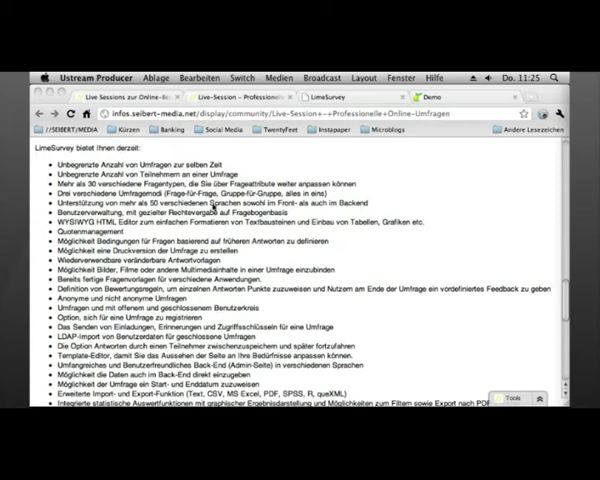 Ustream Producer Ablage Bearbeiten Switch Medien Broadcast Layout Fenster Hilfe Do. 11:25
Live Sessions zur Online-Be Live-Session – Professionell LimeSurvey Demo
infos.seibert-media.net/display/community/Live-Session+-+Professionelle+Online-Umfragen
//SEIBERT/MEDIA Kürzen Banking Social Media TwentyFeet Instapaper Microblogs Andere Lesezeichen
LimeSurvey bietet Ihnen derzeit:
• Unbegrenzte Anzahl von Umfragen zur selben Zeit
• Unbegrenzte Anzahl von Teilnehmern an einer Umfrage
• Mehr als 30 verschiedene Fragentypen, die Sie über Frageattribute weiter anpassen können
• Drei verschiedene Umfragemodi (Frage-für-Frage, Gruppe-für-Gruppe, alles in eins)
• Unterstützung von mehr als 50 verschiedenen Sprachen sowohl im Front- als auch im Backend
• Benutzerverwaltung, mit gezielter Rechtevergabe auf Fragebogenbasis
• WYSIWYG HTML Editor zum einfachen Formatieren von Textbausteinen und Einbau von Tabellen, Grafiken etc.
• Quotenmanagement
• Möglichkeit Bedingungen für Fragen basierend auf früheren Antworten zu definieren
• Möglichkeit eine Druckversion der Umfrage zu erstellen
• Wiederverwendbare veränderbare Antwortvorlagen
• Möglichkeit Bilder, Filme oder andere Multimediainhalte in einer Umfrage einzubinden
• Bereits fertige Fragenvorlagen für verschiedene Anwendungen.
• Definition von Bewertungsregeln, um einzelnen Antworten Punkte zuzuweisen und Nutzern am Ende der Umfrage ein vordefiniertes Feedback zu geben
• Anonyme und nicht anonyme Umfragen
• Umfragen und mit offenem und geschlossenem Benutzerkreis
• Option, sich für eine Umfrage zu registrieren
• Das Senden von Einladungen, Erinnerungen und Zugriffsschlüsseln für eine Umfrage
• LDAP-Import von Benutzerdaten für geschlossene Umfragen
• Die Option Antworten durch einen Teilnehmer zwischenzuspeichern und später fortzufahren
• Template-Editor, damit Sie das Aussehen der Seite an Ihre Bedürfnisse anpassen können.
• Umfangreiches und Benutzerfreundliches Back-End (Admin-Seite) in verschiedenen Sprachen
• Möglichkeit die Daten auch im Back-End direkt einzugeben
• Möglichkeit der Umfrage ein Start- und Enddatum zuzuweisen
• Erweiterte Import- und Export-Funktion (Text, CSV, MS Excel, PDF, SPSS, R, queXML)
• Integrierte statistische Auswertfunktionen mit graphischer Ergebnisdarstellung und Möglichkeiten zum Filtern sowie Export nach PDF
Tools